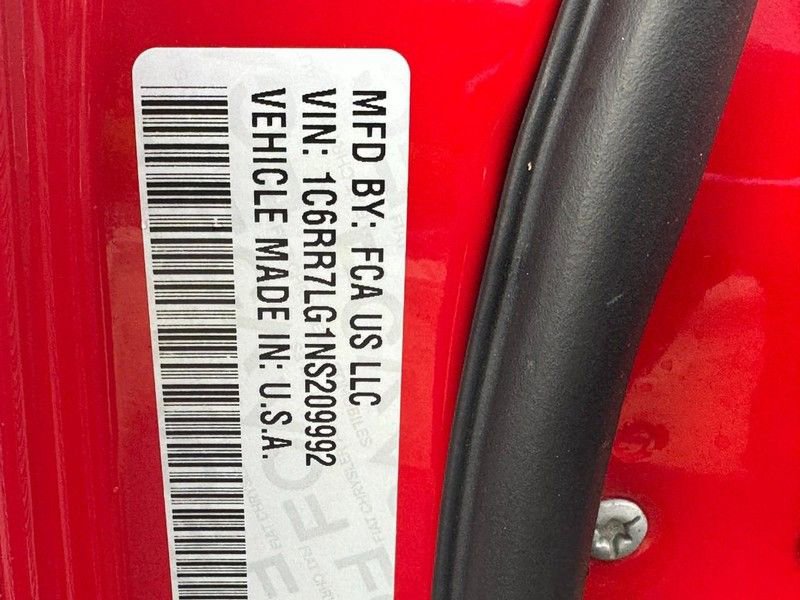 MFD BY: FCA US LLC
VIN: 1C6RR7LG1NS209992
VEHICLE MADE IN: U.S.A.